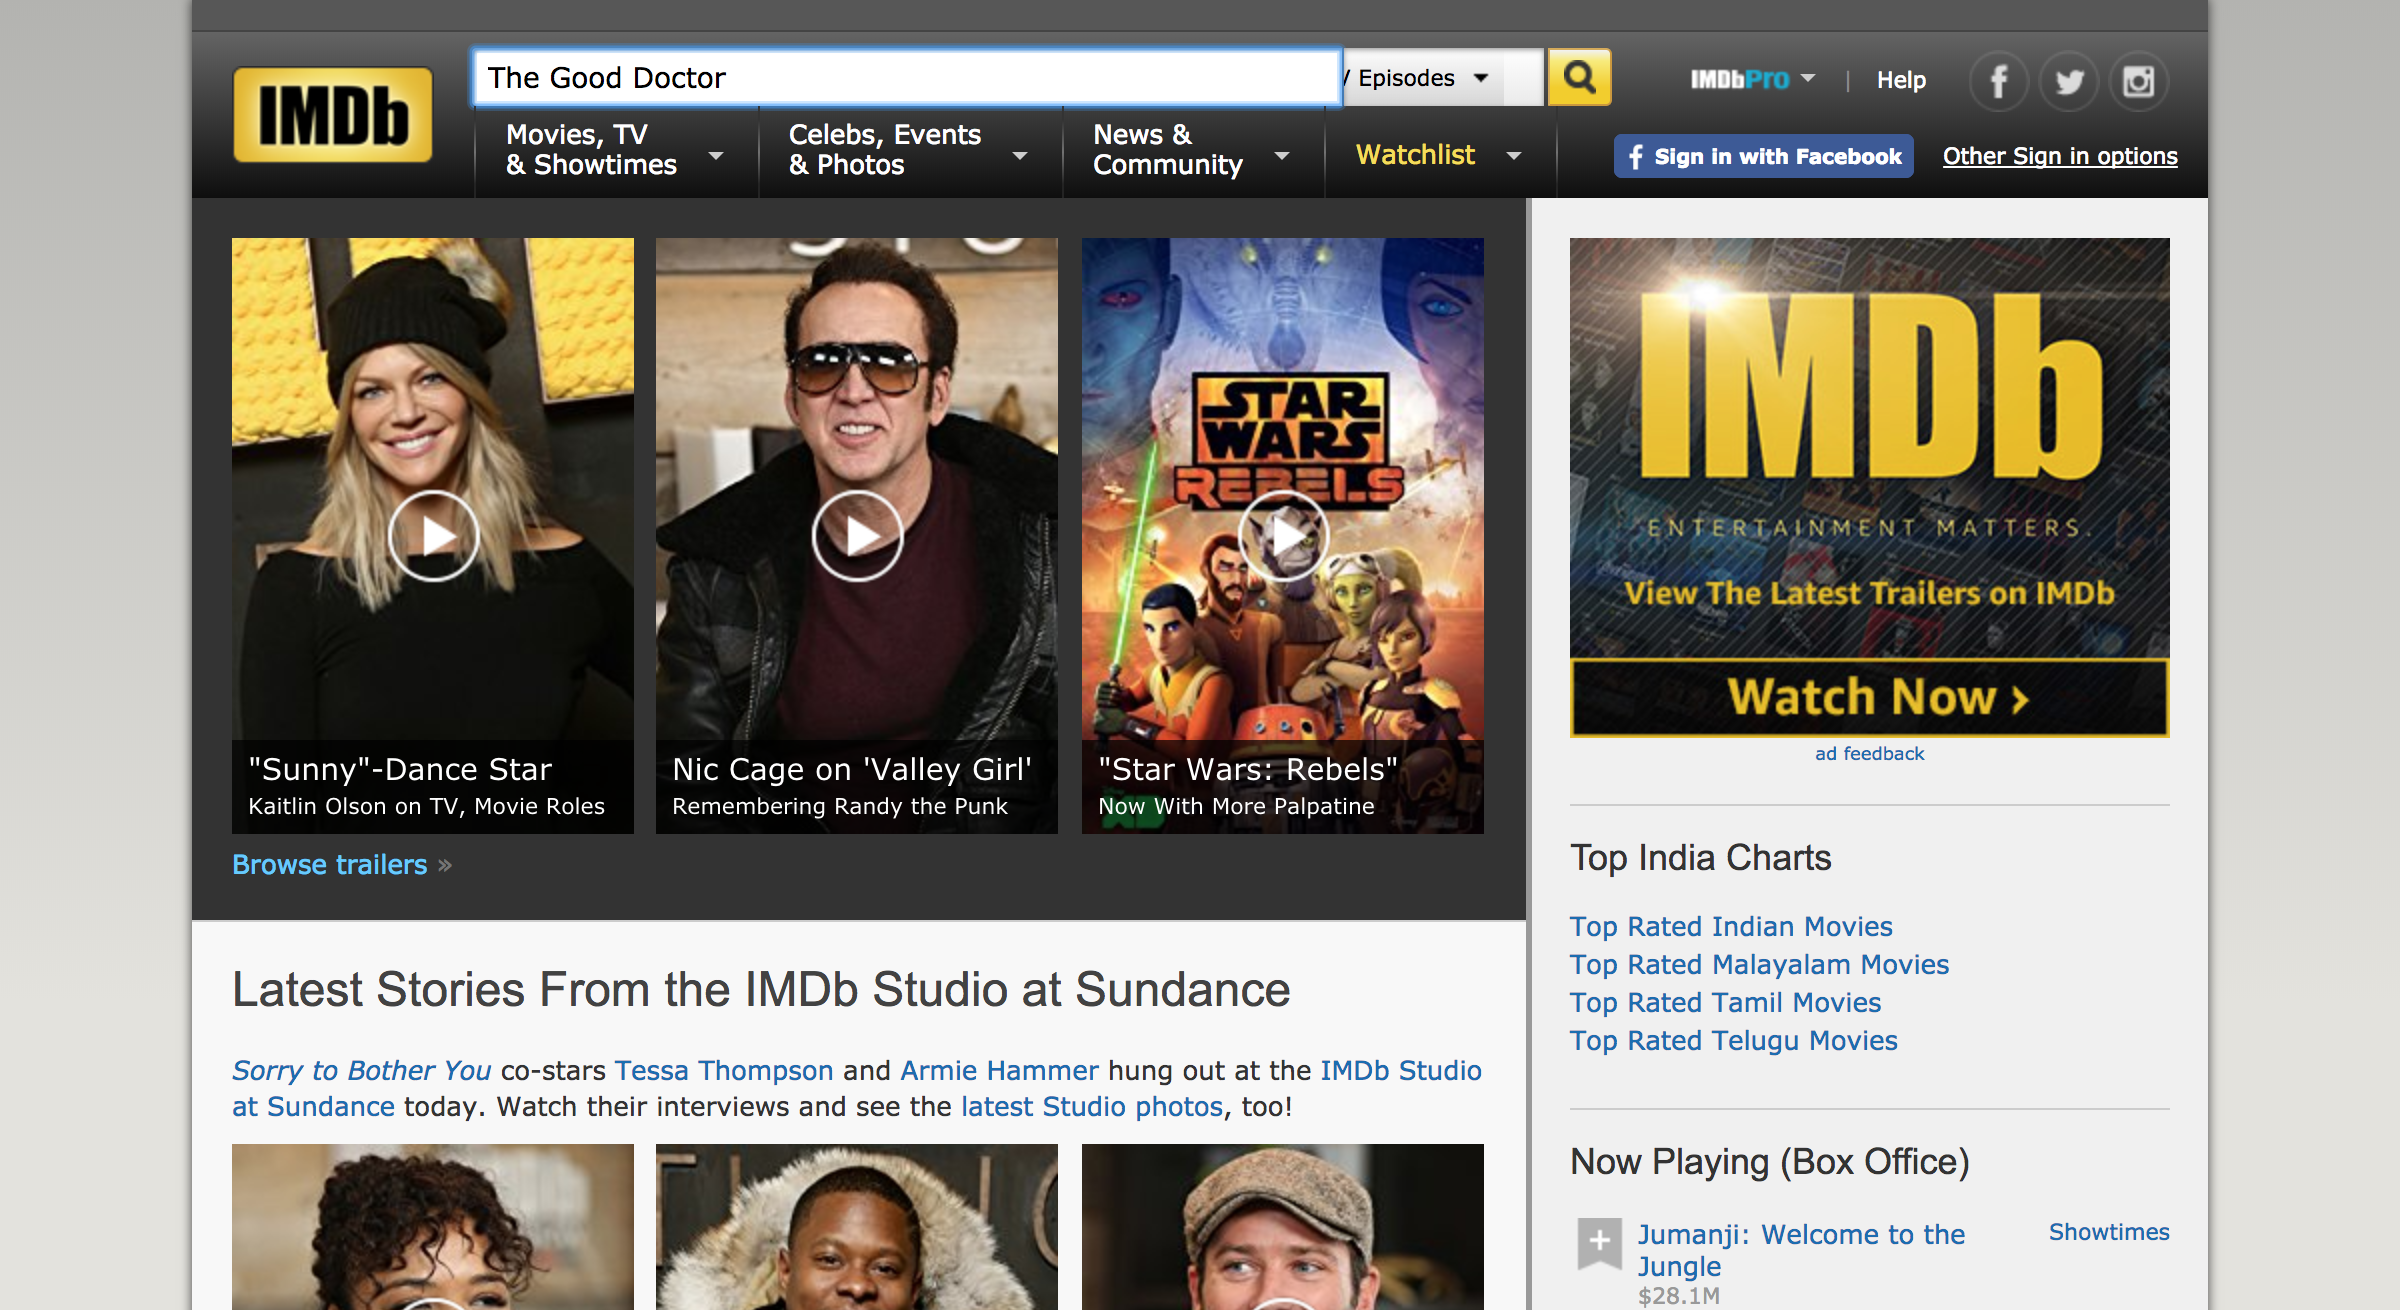 The Good Doctor
Episodes
IMDbPro
|
Help
IMDb
Movies, TV
& Showtimes
Celebs, Events
& Photos
News &
Community
Watchlist
f Sign in with Facebook
Other Sign in options
STAR
WARS
REBELS
"Sunny"-Dance Star
Kaitlin Olson on TV, Movie Roles
Nic Cage on 'Valley Girl'
Remembering Randy the Punk
"Star Wars: Rebels"
Now With More Palpatine
Browse trailers »
IMDb
ENTERTAINMENT MATTERS.
View The Latest Trailers on IMDb
Watch Now ›
ad feedback
Latest Stories From the IMDb Studio at Sundance
Sorry to Bother You co-stars Tessa Thompson and Armie Hammer hung out at the IMDb Studio
at Sundance today. Watch their interviews and see the latest Studio photos, too!
Top India Charts
Top Rated Indian Movies
Top Rated Malayalam Movies
Top Rated Tamil Movies
Top Rated Telugu Movies
Now Playing (Box Office)
Jumanji: Welcome to the
Jungle
$28.1M
Showtimes